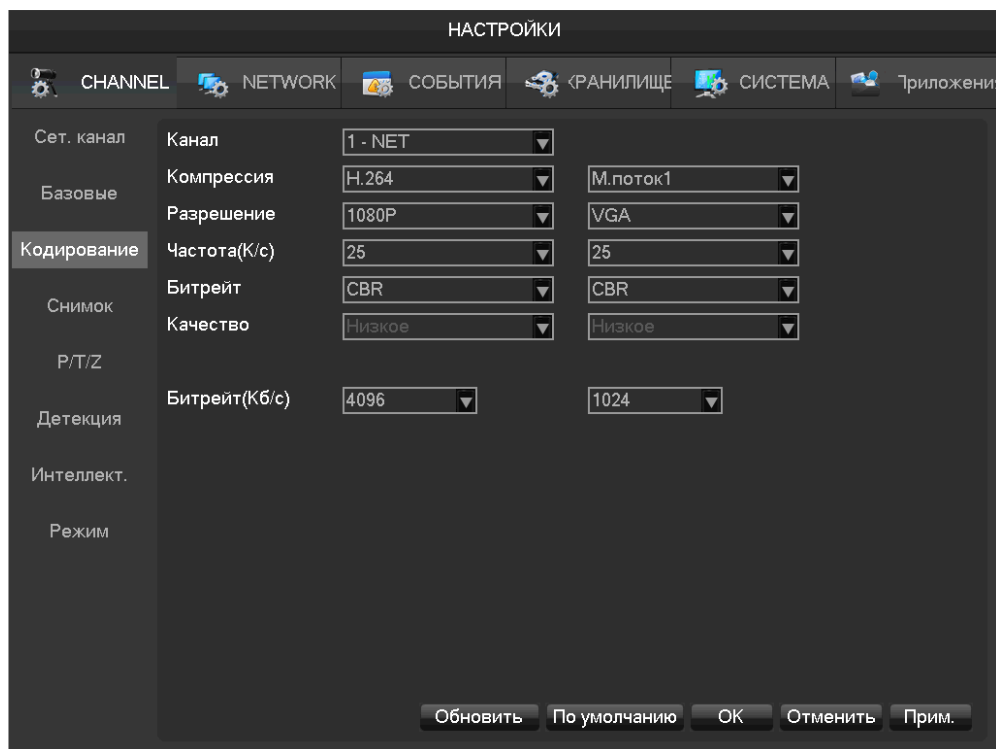 НАСТРОЙКИ
CHANNEL NETWORK СОБЫТИЯ ХРАНИЛИЩЕ СИСТЕМА Приложени
Сет. канал
Базовые
Кодирование
Снимок
P/T/Z
Детекция
Интеллект.
Режим
Канал 1 - NET
Компрессия H.264 М.поток1
Разрешение 1080P VGA
Частота(К/с) 25 25
Битрейт CBR CBR
Качество Низкое Низкое
Битрейт(Кб/с) 4096 1024
Обновить По умолчанию OK Отменить Прим.